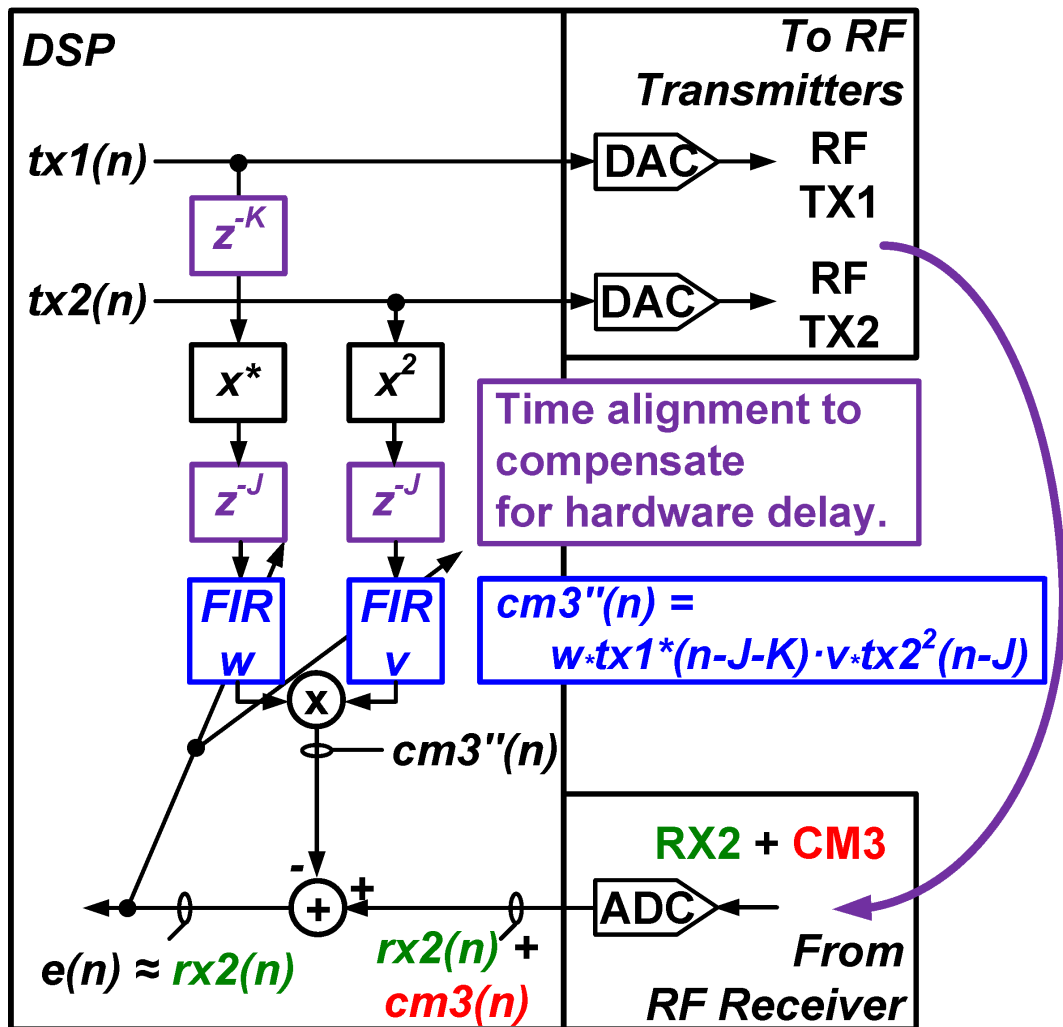 DSP
To RF
Transmitters
tx1(n)
DAC
RF
TX1
z^-K
tx2(n)
DAC
RF
TX2
x*
x^2
Time alignment to
compensate
for hardware delay.
z^-J
z^-J
FIR
w
FIR
v
cm3"(n) =
w*tx1*(n-J-K)·v*tx2^2(n-J)
x
cm3"(n)
RX2 + CM3
-
+
+
ADC
e(n) ≈ rx2(n)
rx2(n) +
cm3(n)
From
RF Receiver